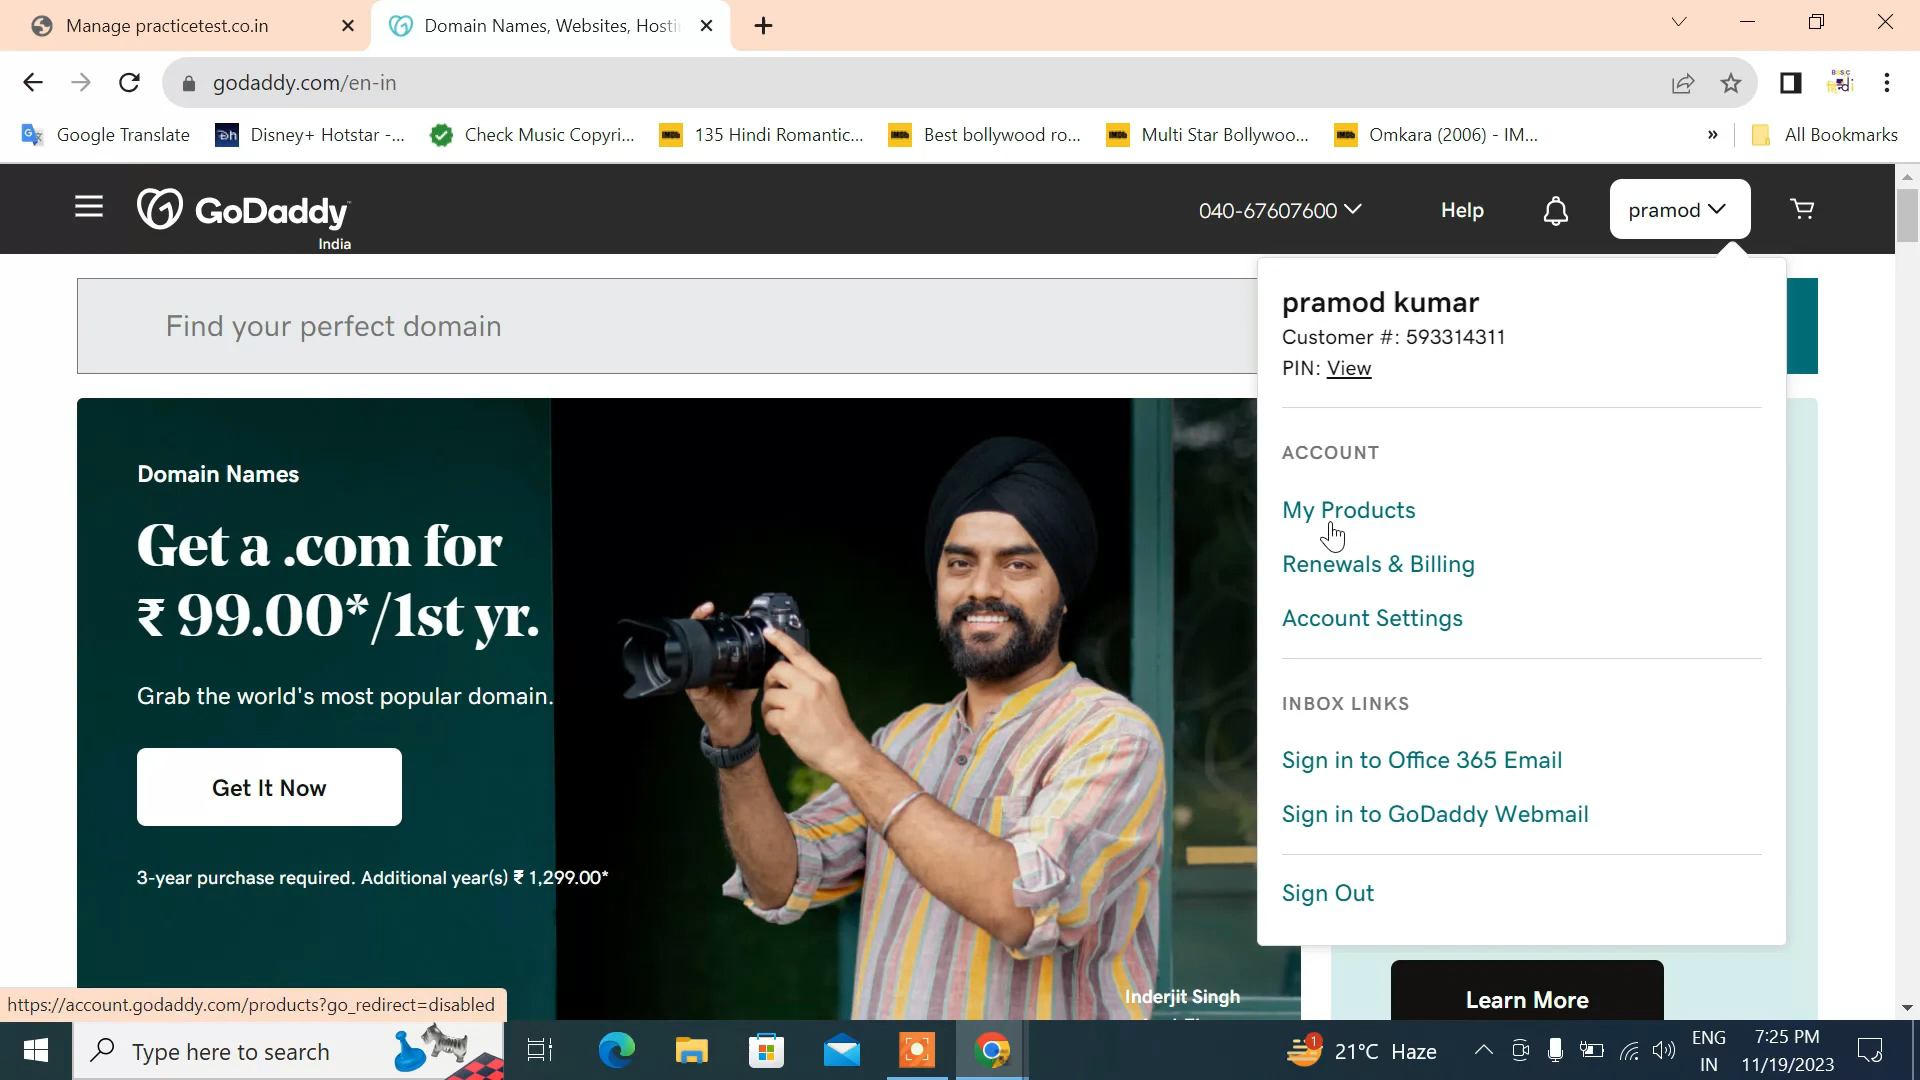 Manage practicetest.co.in
Domain Names, Websites, Hosti
godaddy.com/en-in
Google Translate
Disney+ Hotstar -...
Check Music Copyri...
135 Hindi Romantic...
Best bollywood ro...
Multi Star Bollywoo...
Omkara (2006) - IM...
»
All Bookmarks
GoDaddy
India
040-67607600
Help
pramod
Find your perfect domain
pramod kumar
Customer #: 593314311
PIN: View
ACCOUNT
My Products
Renewals & Billing
Account Settings
INBOX LINKS
Sign in to Office 365 Email
Sign in to GoDaddy Webmail
Sign Out
Domain Names
Get a .com for
₹ 99.00*/1st yr.
Grab the world's most popular domain.
Get It Now
3-year purchase required. Additional year(s) ₹ 1,299.00*
Inderjit Singh
Learn More
https://account.godaddy.com/products?go_redirect=disabled
Type here to search
1
21°C Haze
ENG
IN
7:25 PM
11/19/2023